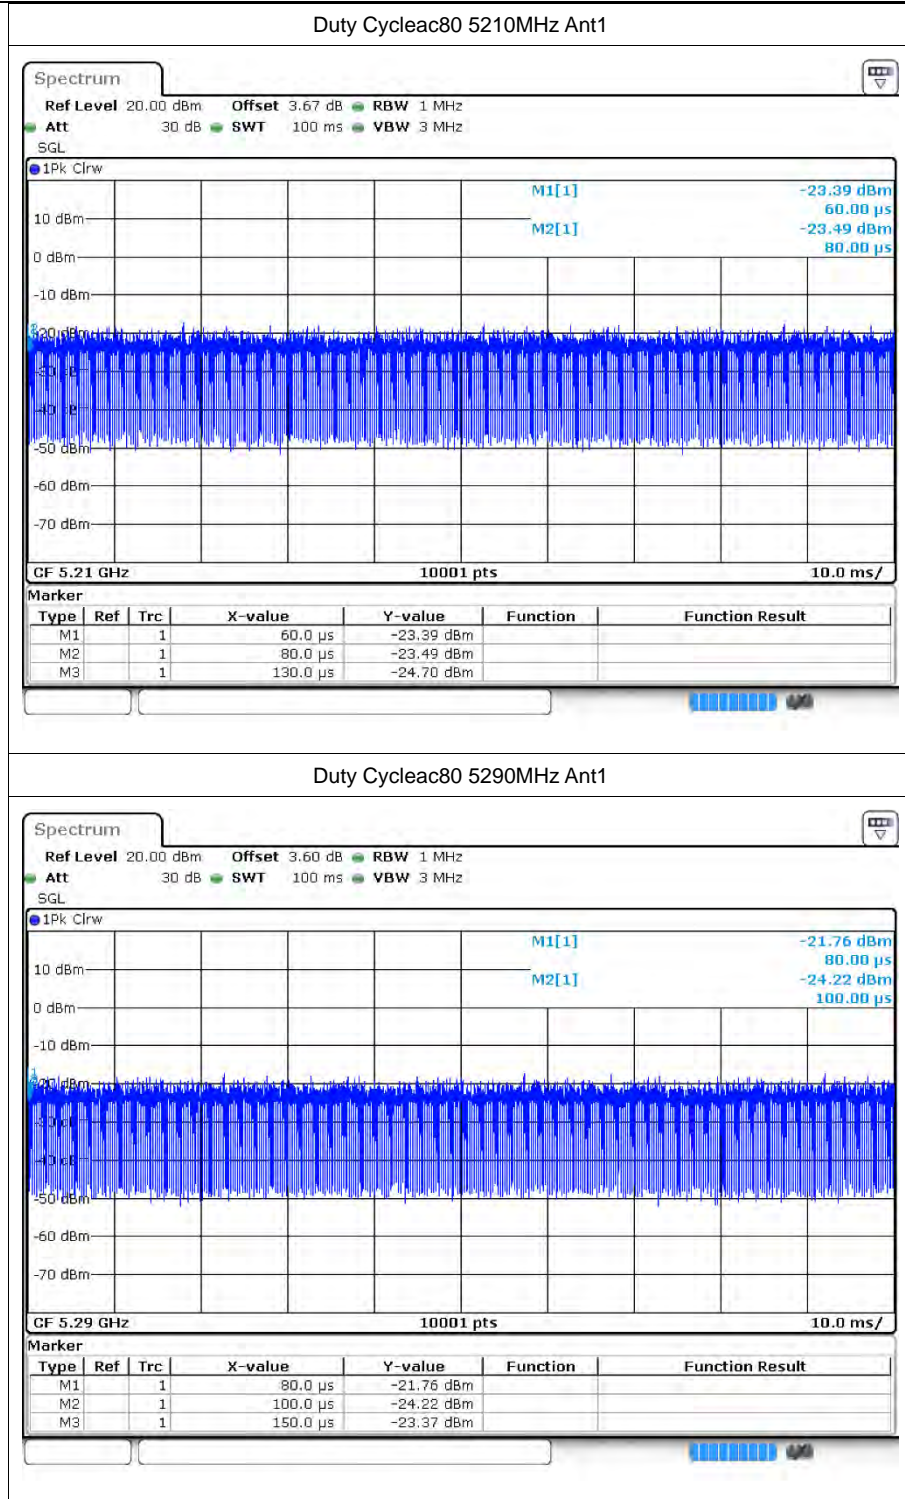 Duty Cycleac80 5210MHz Ant1
Spectrum
Ref Level 20.00 dBm Offset 3.67 dB RBW 1 MHz
Att 30 dB SWT 100 ms VBW 3 MHz
SGL
1Pk Clrw
M1[1] -23.39 dBm
60.00 µs
10 dBm
M2[1] -23.49 dBm
80.00 µs
0 dBm
-10 dBm
-20 dBm
-50 dBm
-60 dBm
-70 dBm
CF 5.21 GHz 10001 pts 10.0 ms/
Marker
Type Ref Trc X-value Y-value Function Function Result
M1 1 60.0 µs -23.39 dBm
M2 1 80.0 µs -23.49 dBm
M3 1 130.0 µs -24.70 dBm
Duty Cycleac80 5290MHz Ant1
Spectrum
Ref Level 20.00 dBm Offset 3.60 dB RBW 1 MHz
Att 30 dB SWT 100 ms VBW 3 MHz
SGL
1Pk Clrw
M1[1] -21.76 dBm
80.00 µs
10 dBm
M2[1] -24.22 dBm
100.00 µs
0 dBm
-10 dBm
-50 dBm
-60 dBm
-70 dBm
CF 5.29 GHz 10001 pts 10.0 ms/
Marker
Type Ref Trc X-value Y-value Function Function Result
M1 1 80.0 µs -21.76 dBm
M2 1 100.0 µs -24.22 dBm
M3 1 150.0 µs -23.37 dBm